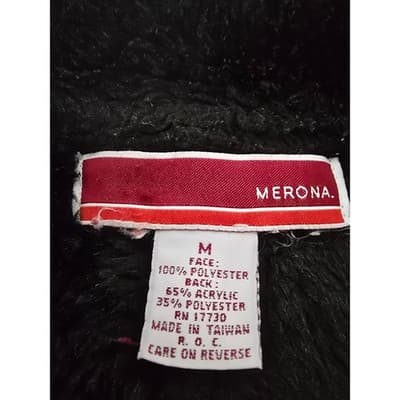 MERONA.
M
FACE:
100% POLYESTER
BACK:
65% ACRYLIC
35% POLYESTER
RN 17730
MADE IN TAIWAN
R. O. C.
CARE ON REVERSE